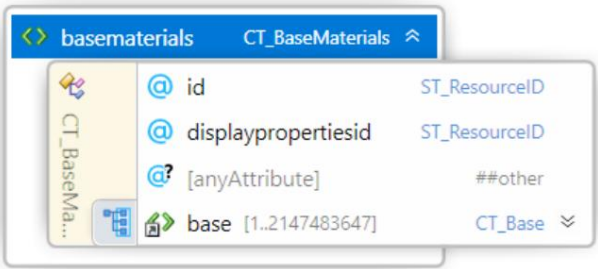 basematerials CT_BaseMaterials
id ST_ResourceID
displaypropertiesid ST_ResourceID
[anyAttribute] ##other
base [1..2147483647] CT_Base
CT_BaseMa...